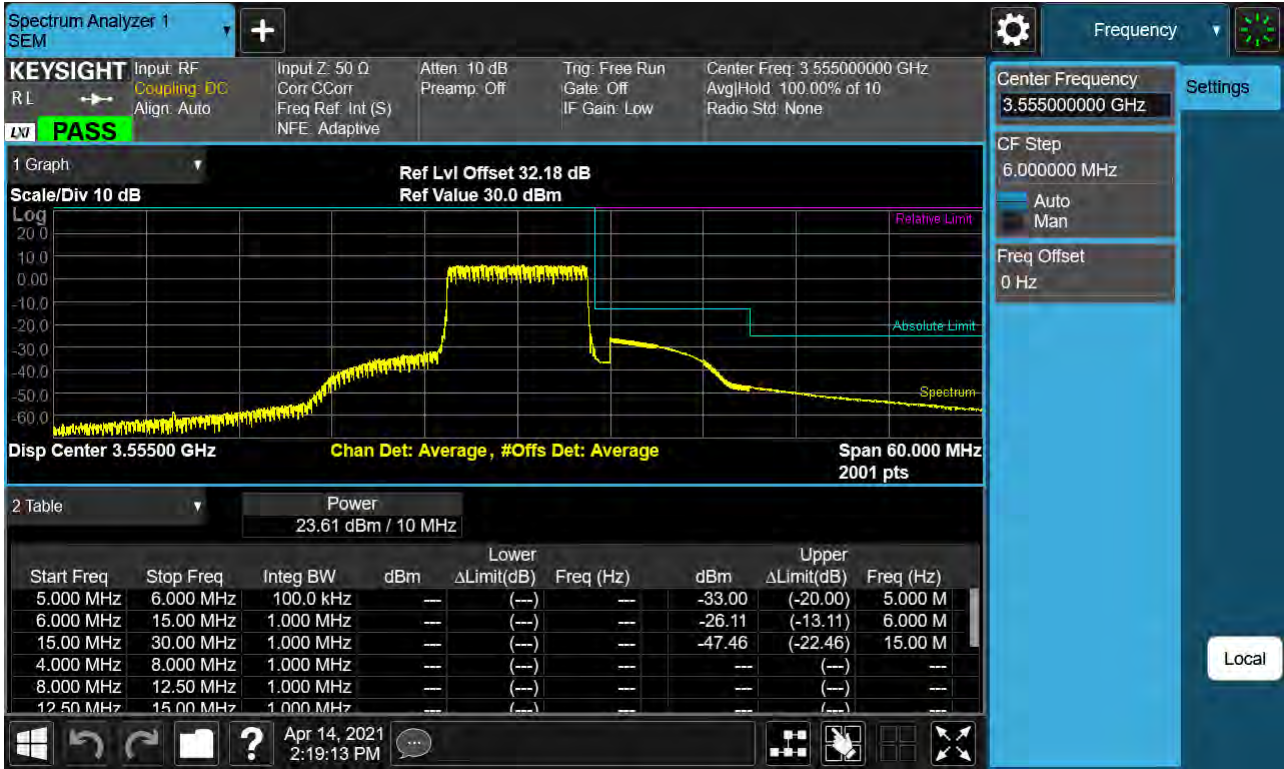 Spectrum Analyzer 1
SEM
Frequency
KEYSIGHT
R L
LXI
PASS
Input: RF
Coupling: DC
Align: Auto
Input Z: 50 Ω
Corr CCorr
Freq Ref: Int (S)
NFE: Adaptive
Atten: 10 dB
Preamp: Off
Trig: Free Run
Gate: Off
IF Gain: Low
Center Freq: 3.555000000 GHz
Avg|Hold: 100.00% of 10
Radio Std: None
Center Frequency
3.555000000 GHz
Settings
CF Step
6.000000 MHz
Auto
Man
Freq Offset
0 Hz
Local
1 Graph
Scale/Div 10 dB
Ref Lvl Offset 32.18 dB
Ref Value 30.0 dBm
Log
20.0
10.0
0.00
-10.0
-20.0
-30.0
-40.0
-50.0
-60.0
Relative Limit
Absolute Limit
Spectrum
Disp Center 3.55500 GHz
Chan Det: Average, #Offs Det: Average
Span 60.000 MHz
2001 pts
2 Table
Power
23.61 dBm / 10 MHz
Lower Upper
Start Freq Stop Freq Integ BW dBm ΔLimit(dB) Freq (Hz) dBm ΔLimit(dB) Freq (Hz)
5.000 MHz 6.000 MHz 100.0 kHz --- (---) --- -33.00 (-20.00) 5.000 M
6.000 MHz 15.00 MHz 1.000 MHz --- (---) --- -26.11 (-13.11) 6.000 M
15.00 MHz 30.00 MHz 1.000 MHz --- (---) --- -47.46 (-22.46) 15.00 M
4.000 MHz 8.000 MHz 1.000 MHz --- (---) --- --- (---) ---
8.000 MHz 12.50 MHz 1.000 MHz --- (---) --- --- (---) ---
12.50 MHz 15.00 MHz 1.000 MHz --- (---) --- --- (---) ---
?
Apr 14, 2021
2:19:13 PM